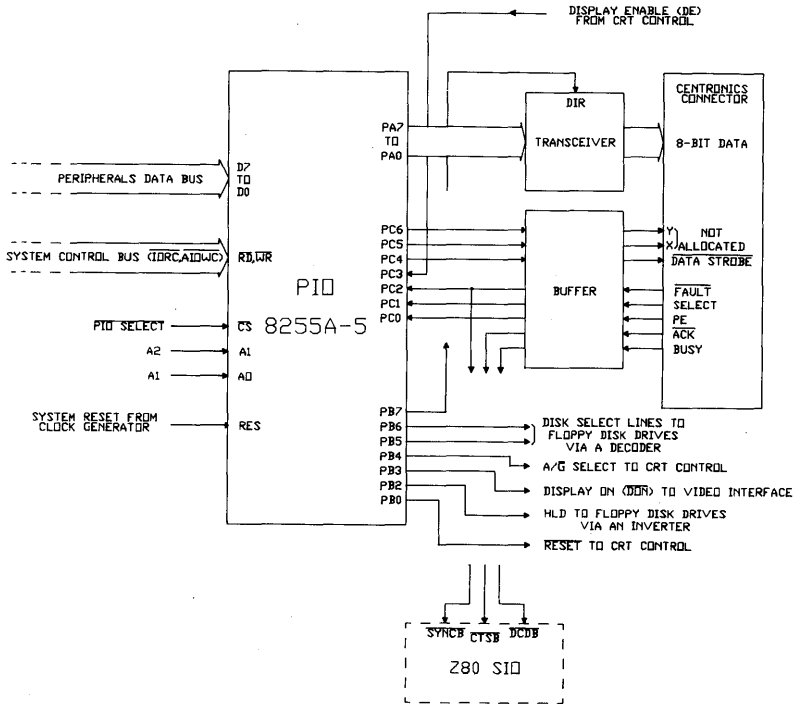 DISPLAY ENABLE (DE)
FROM CRT CONTROL
CENTRONICS
CONNECTOR
DIR
TRANSCEIVER
8-BIT DATA
PA7
TO
PA0
D7
TO
D0
PERIPHERALS DATA BUS
PC6
PC5
PC4
PC3
PC2
PC1
PC0
Y
X
NOT
ALLOCATED
DATA STROBE
SYSTEM CONTROL BUS (IORC,AIOWC)
RD,WR
PIO
8255A-5
BUFFER
FAULT
SELECT
PE
ACK
BUSY
PIO SELECT
CS
A2
A1
A1
A0
SYSTEM RESET FROM
CLOCK GENERATOR
RES
PB7
PB6
PB5
PB4
PB3
PB2
PB0
DISK SELECT LINES TO
FLOPPY DISK DRIVES
VIA A DECODER
A/G SELECT TO CRT CONTROL
DISPLAY ON (DON) TO VIDEO INTERFACE
HLD TO FLOPPY DISK DRIVES
VIA AN INVERTER
RESET TO CRT CONTROL
SYNCB
CTSB
DCDB
Z80 SIO